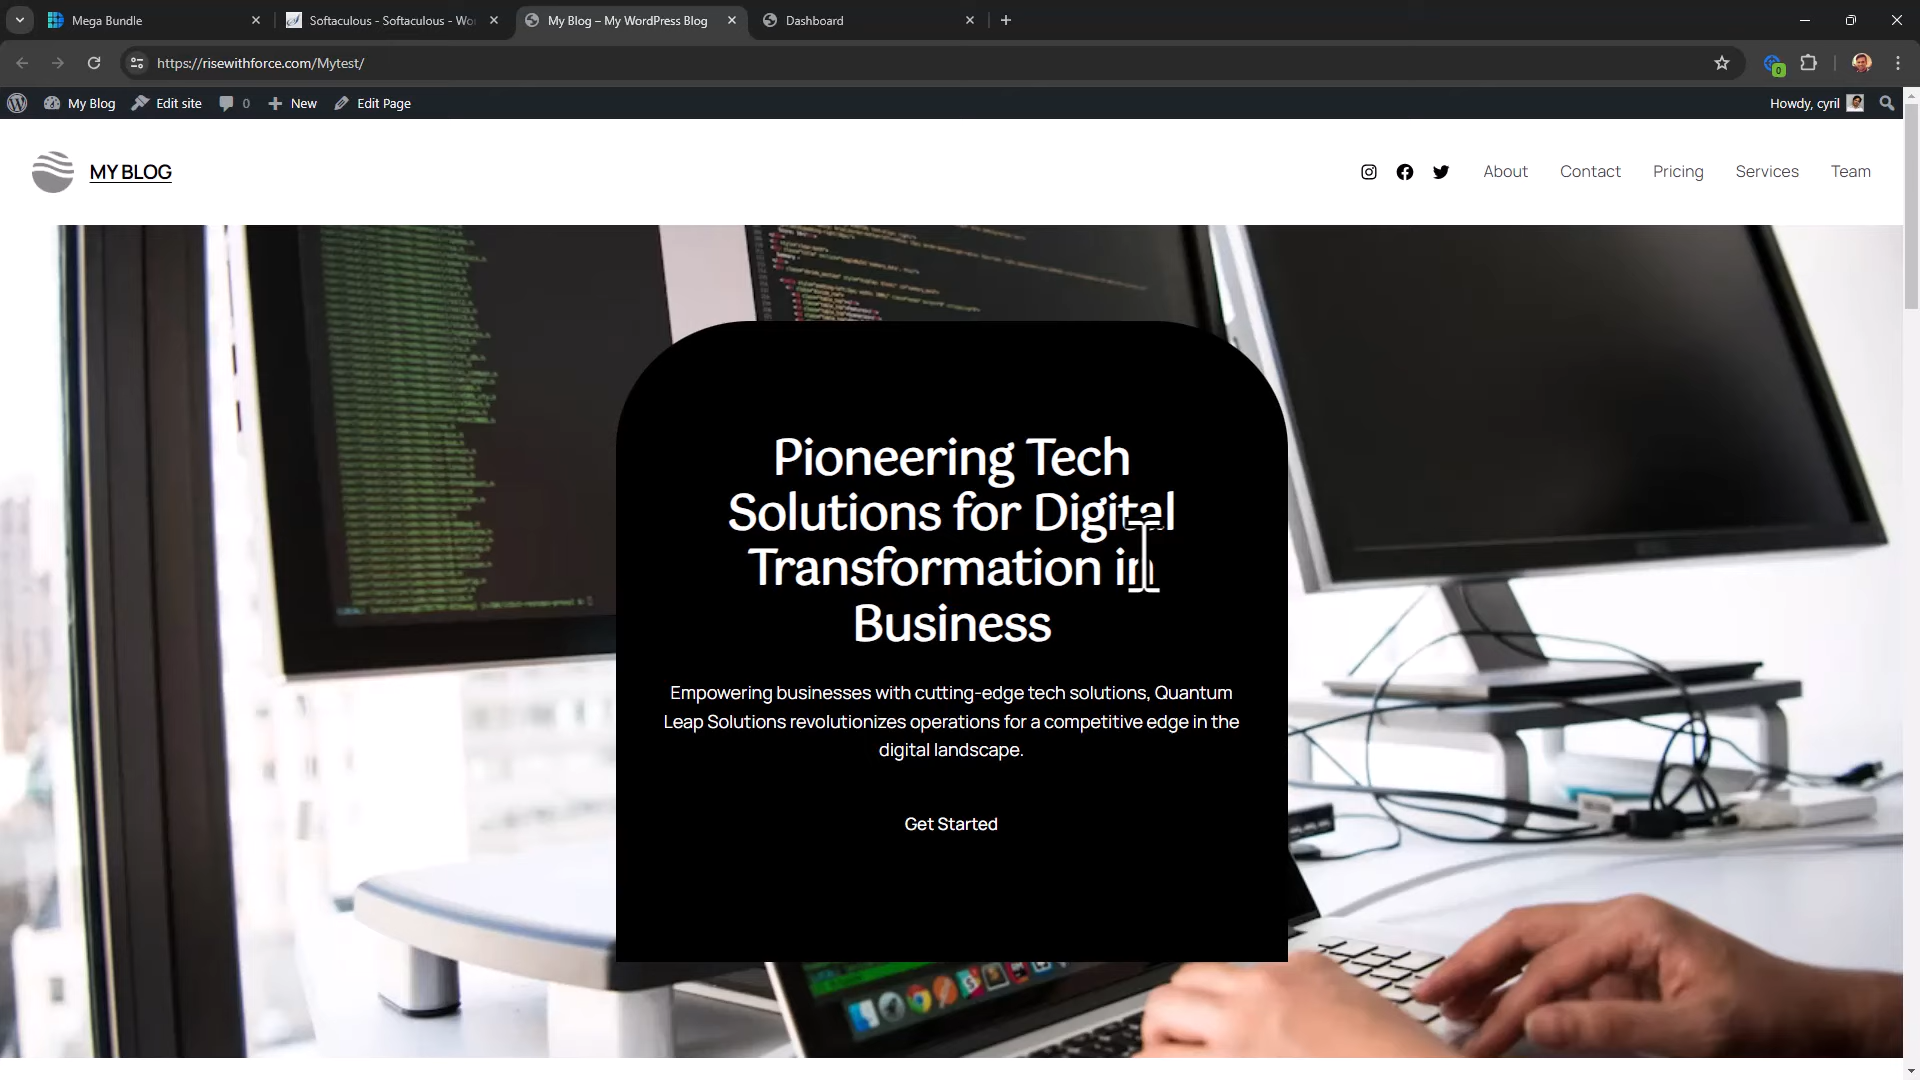 Mega Bundle
Softaculous - Softaculous - Wo
My Blog – My WordPress Blog
Dashboard
https://risewithforce.com/Mytest/
0
My Blog
Edit site
0
New
Edit Page
Howdy, cyril
MY BLOG
About
Contact
Pricing
Services
Team
Pioneering Tech
Solutions for Digital
Transformation in
Business
Empowering businesses with cutting-edge tech solutions, Quantum
Leap Solutions revolutionizes operations for a competitive edge in the
digital landscape.
Get Started